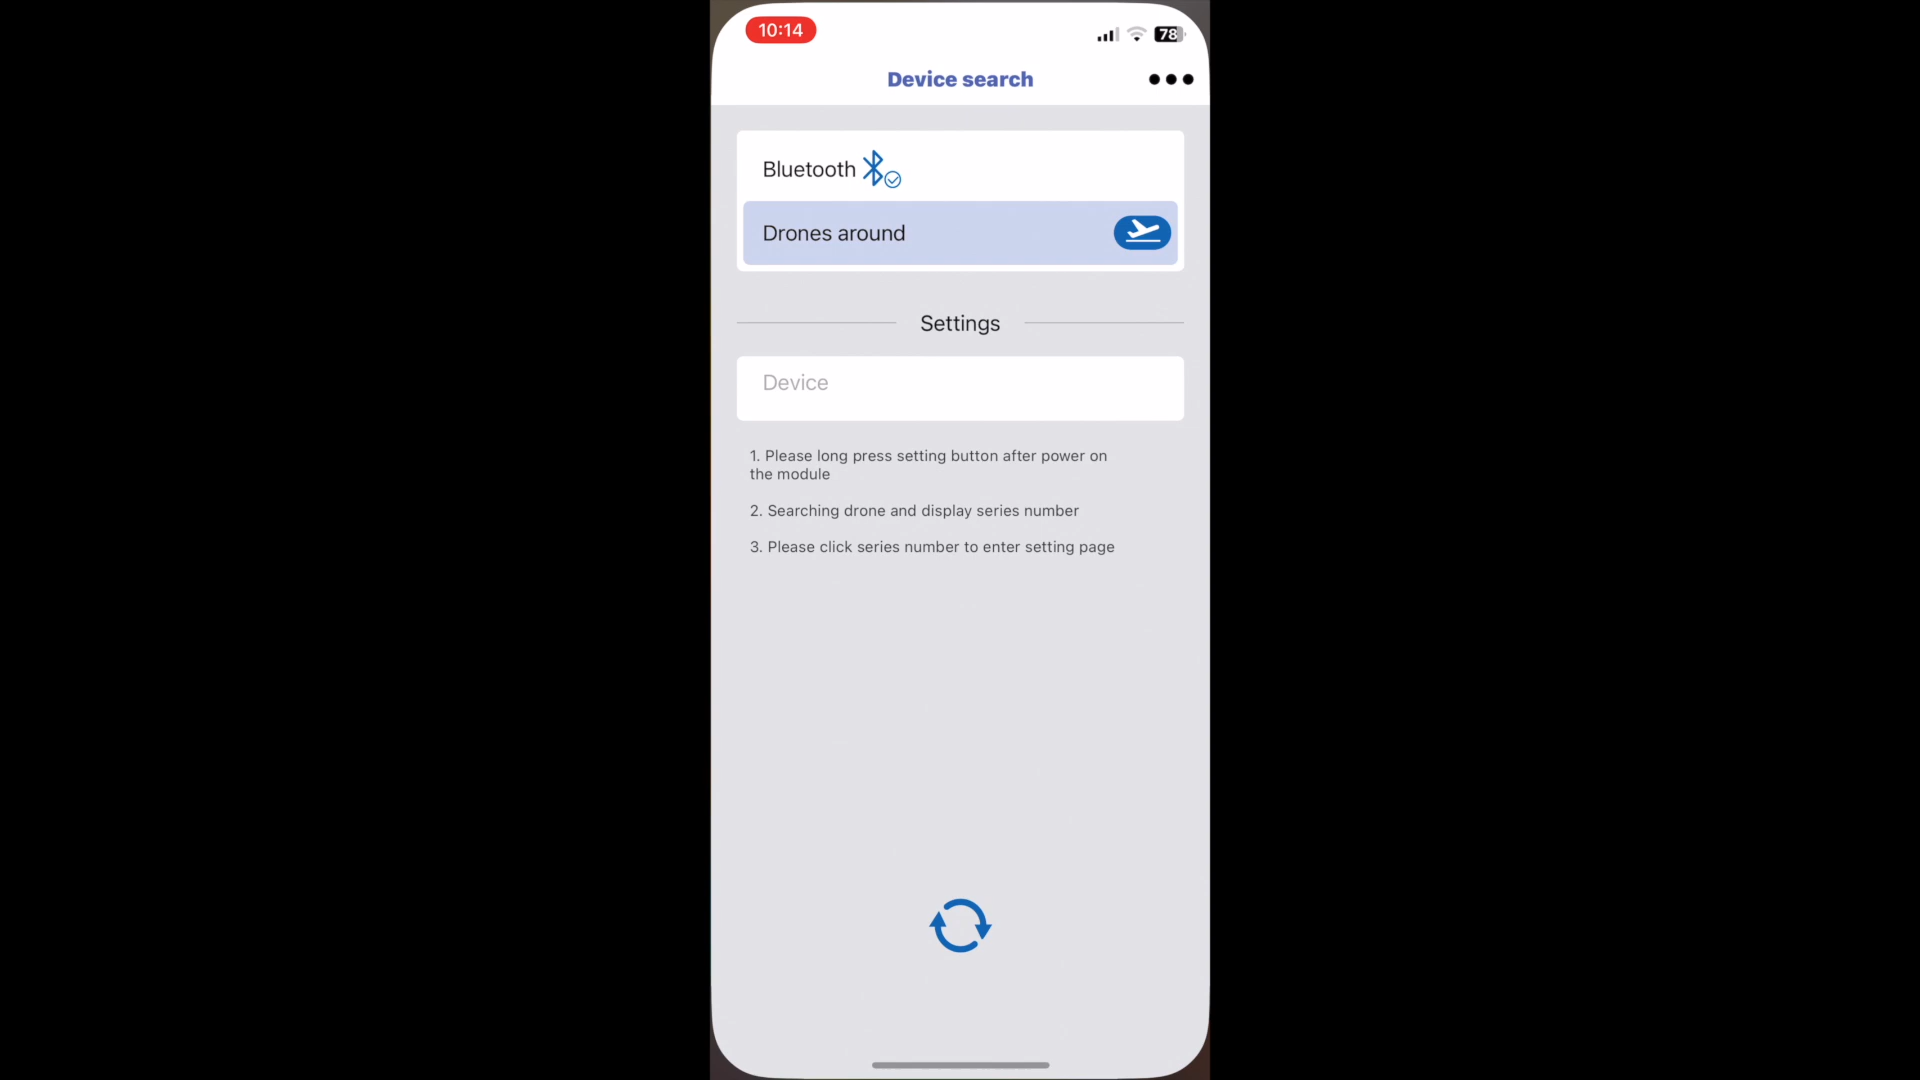 10:14
78
Device search
Bluetooth
Drones around
Settings
Device
1. Please long press setting button after power on
the module
2. Searching drone and display series number
3. Please click series number to enter setting page